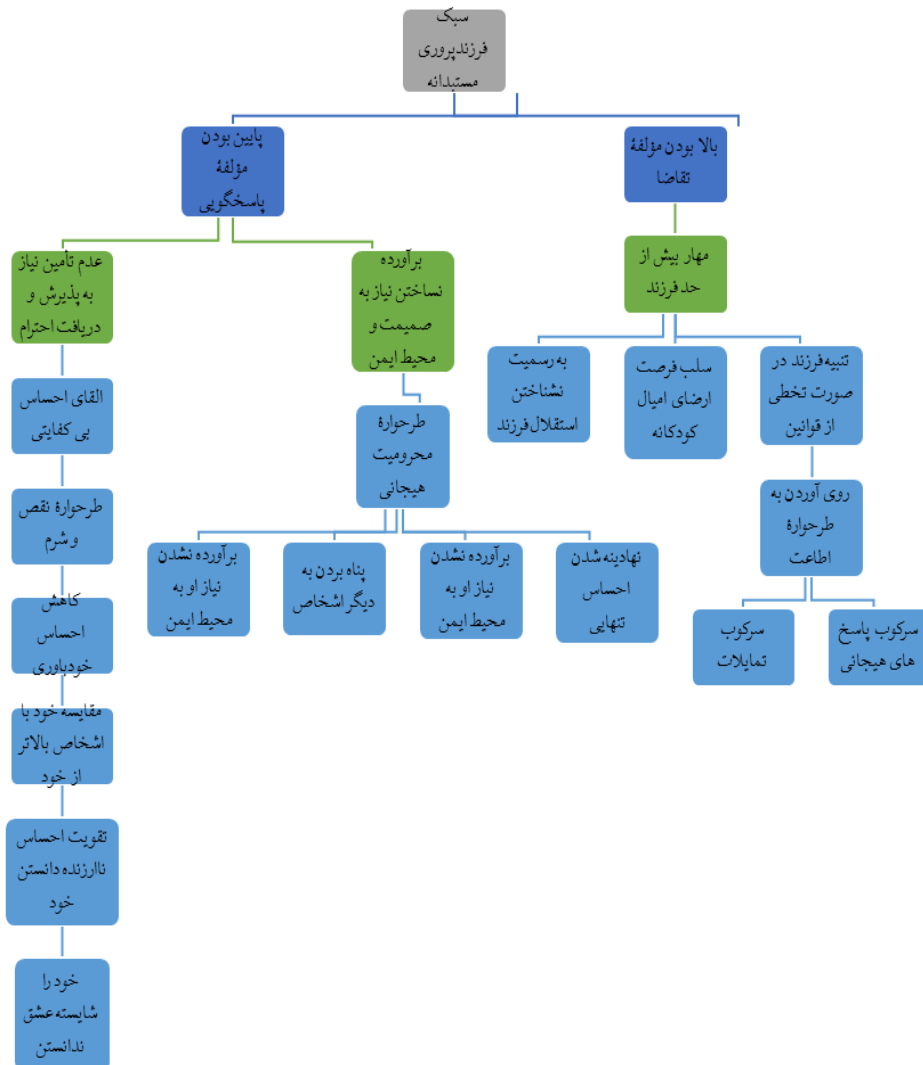 سبک
فرزندپروری
مستبدانه
بالا بودن مؤلفهٔ
تقاضا
پایین بودن
مؤلفهٔ
پاسخگویی
مهار بیش از
حد فرزند
برآورده
نساختن نیاز به
صمیمت و
محیط ایمن
عدم تأمین نیاز
به پذیرش و
دریافت احترام
تنبیه فرزند در
صورت تخطی
از قوانین
سلب فرصت
ارضای امیال
کودکانه
به رسمیت
نشناختن
استقلال فرزند
روی آوردن به
طرحوارهٔ
اطاعت
سرکوب پاسخ
های هیجانی
سرکوب
تمایلات
طرحوارهٔ
محرومیت
هیجانی
نهادینه شدن
احساس
تنهایی
برآورده نشدن
نیاز او به
محیط ایمن
پناه بردن به
دیگر اشخاص
برآورده نشدن
نیاز او به
محیط ایمن
القای احساس
بی کفایتی
طرحوارهٔ نقص
و شرم
کاهش
احساس
خودباوری
مقایسه خود با
اشخاص بالاتر
از خود
تقویت احساس
ناارزنده دانستن
خود
خود را
شایسته عشق
ندانستن